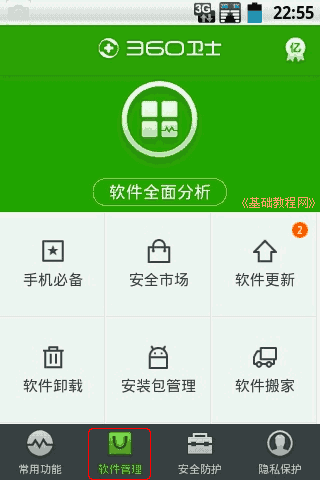 3G
22:55
360卫士
亿
软件全面分析
《基础教程网》
2
手机必备
安全市场
软件更新
软件卸载
安装包管理
软件搬家
常用功能
软件管理
安全防护
隐私保护